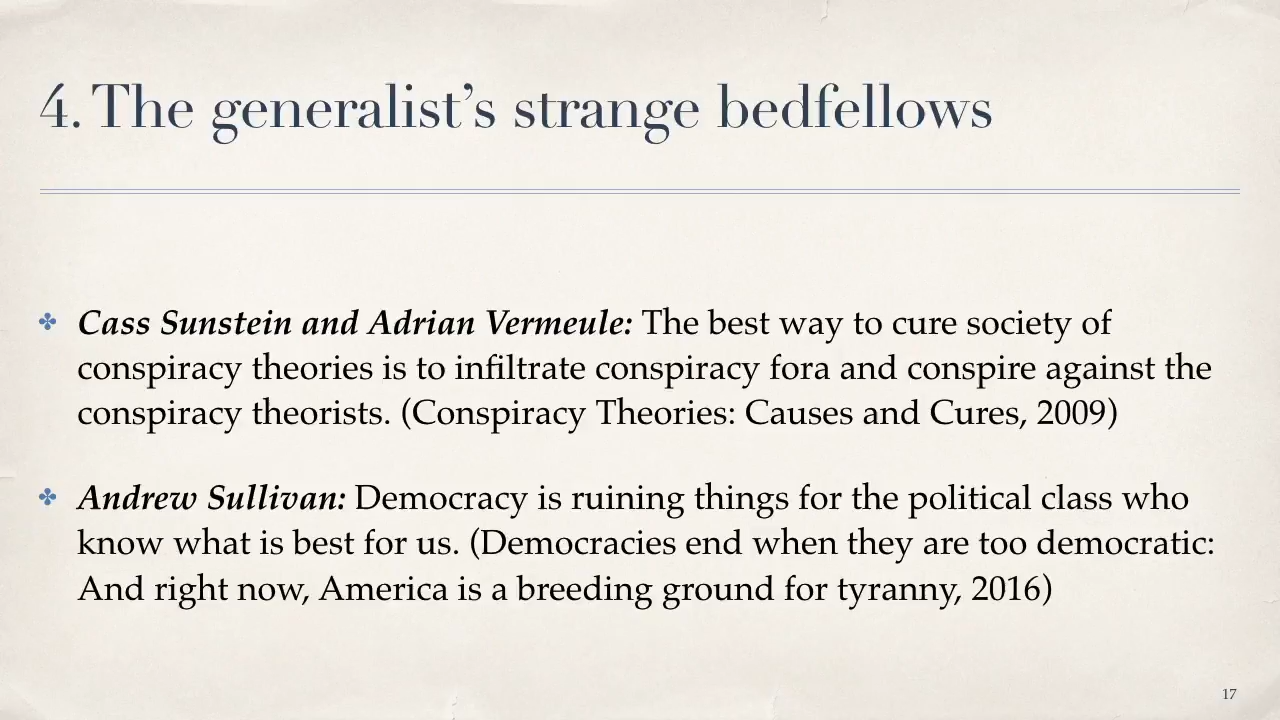 4. The generalist’s strange bedfellows
Cass Sunstein and Adrian Vermeule: The best way to cure society of
conspiracy theories is to infiltrate conspiracy fora and conspire against the
conspiracy theorists. (Conspiracy Theories: Causes and Cures, 2009)
Andrew Sullivan: Democracy is ruining things for the political class who
know what is best for us. (Democracies end when they are too democratic:
And right now, America is a breeding ground for tyranny, 2016)
17